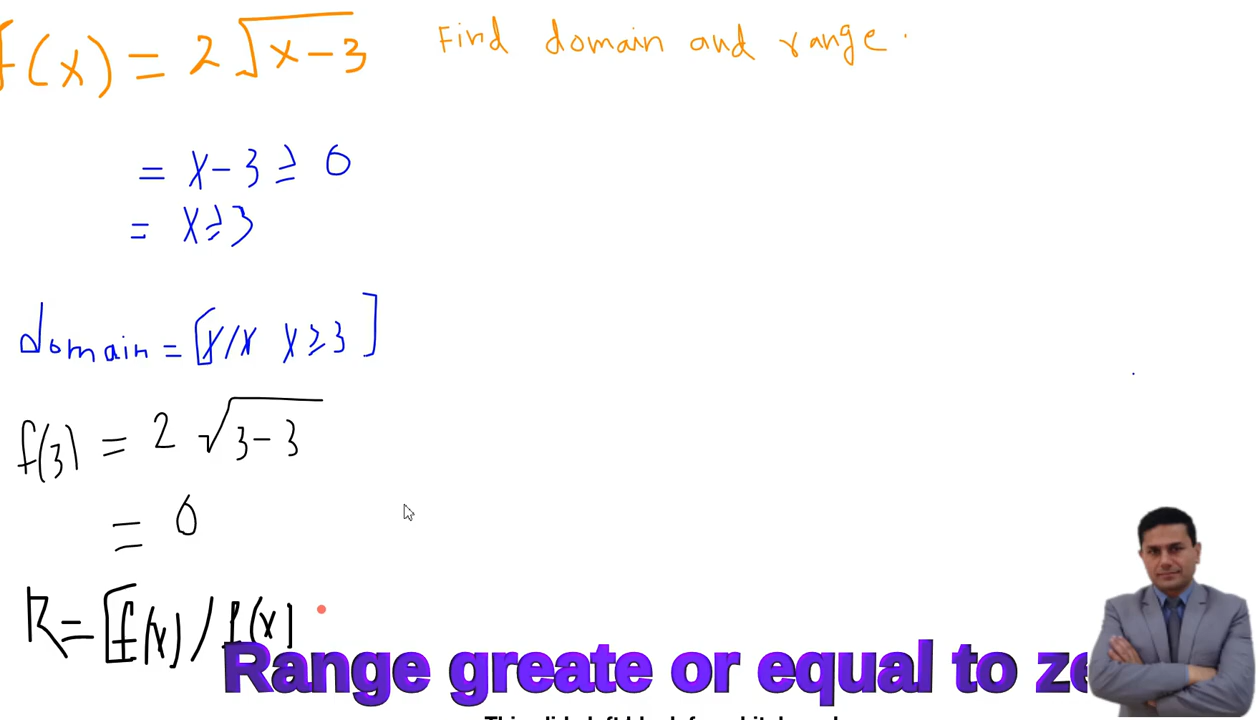 f(x) = 2 √x-3 Find domain and range.
= x-3 ≥ 0
= x≥3
domain = [x/x x≥3]
f(3) = 2 √3-3
= 0
R = [f(x) / f(x)
Range greate or equal to ze